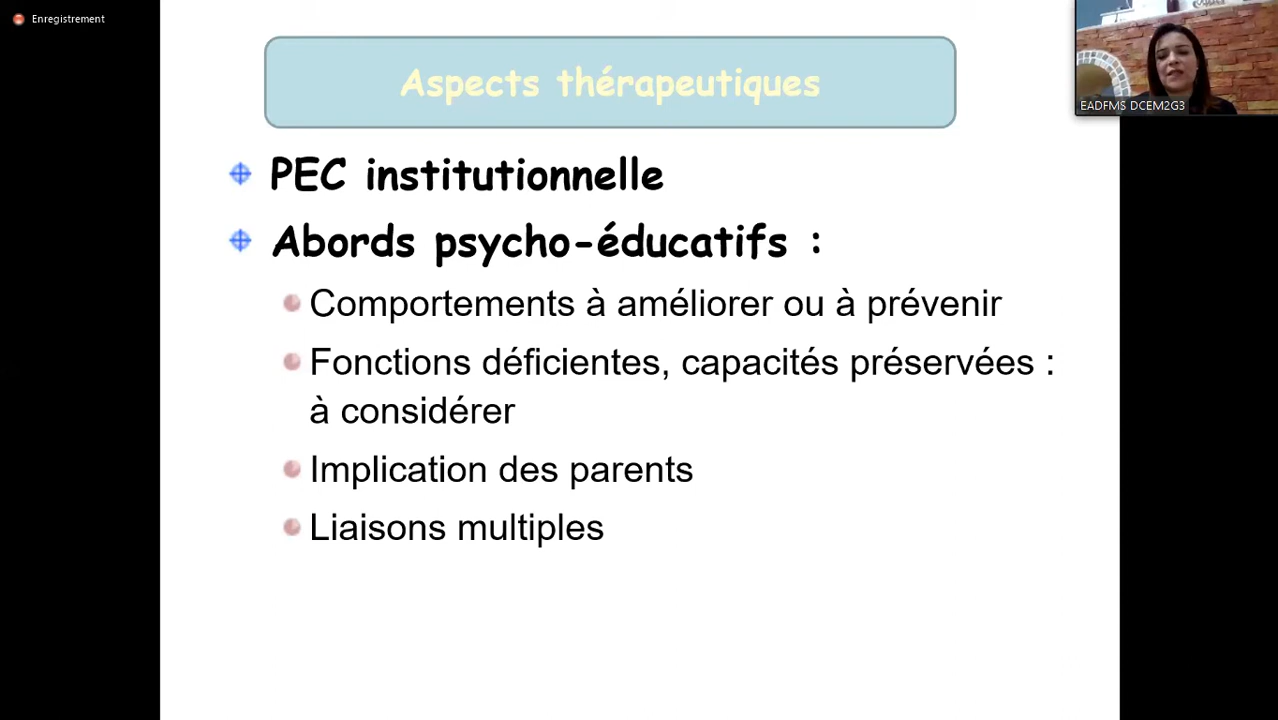 Enregistrement
Aspects thérapeutiques
EADFMS DCEM2G3
PEC institutionnelle
Abords psycho-éducatifs :
Comportements à améliorer ou à prévenir
Fonctions déficientes, capacités préservées :
à considérer
Implication des parents
Liaisons multiples